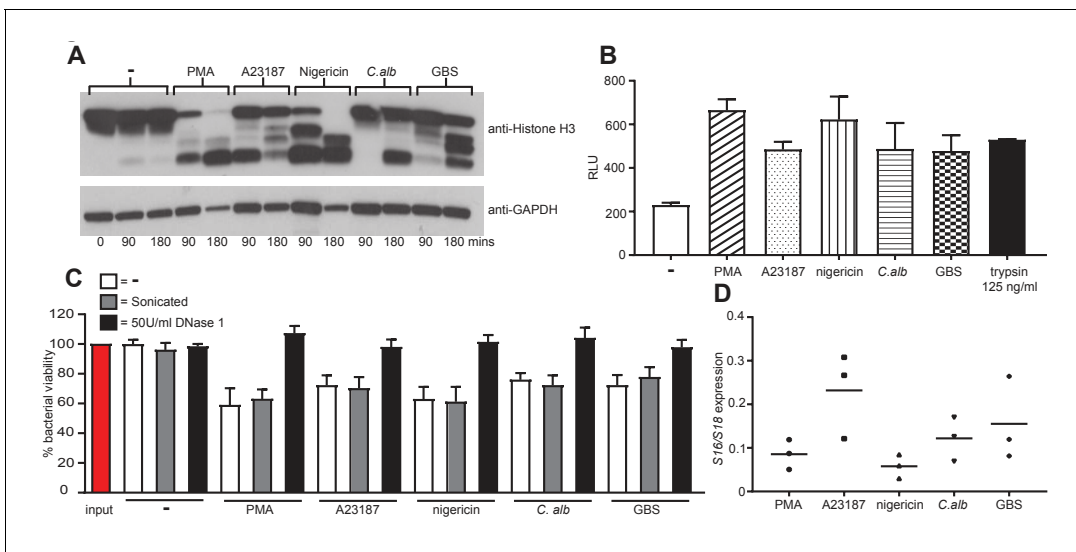 A
-
PMA A23187 Nigericin C.alb GBS
anti-Histone H3
anti-GAPDH
0 90 180 90 180 90 180 90 180 90 180 90 180 mins
B
RLU
800
600
400
200
0
- PMA A23187 nigericin C.alb GBS trypsin
125 ng/ml
C
= -
= Sonicated
= 50U/ml DNase 1
% bacterial viability
120
100
80
60
40
20
0
input - PMA A23187 nigericin C. alb GBS
D
S16/S18 expression
0.4
0.3
0.2
0.1
0.0
PMA A23187 nigericin C.alb GBS